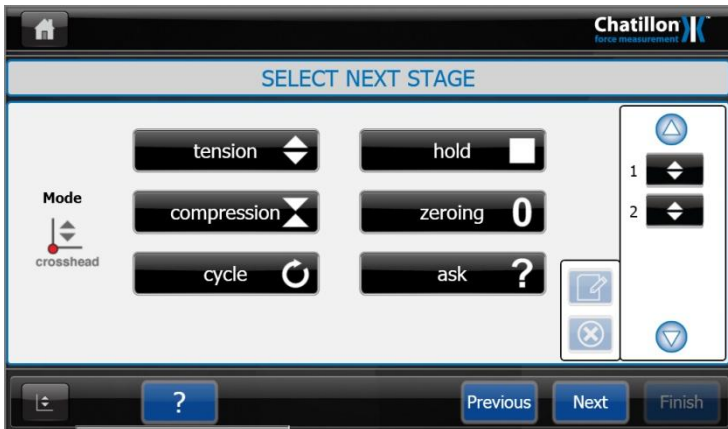 Chatillon
force measurement
SELECT NEXT STAGE
Mode
crosshead
tension
hold
compression
zeroing 0
cycle
ask ?
1
2
?
Previous
Next
Finish